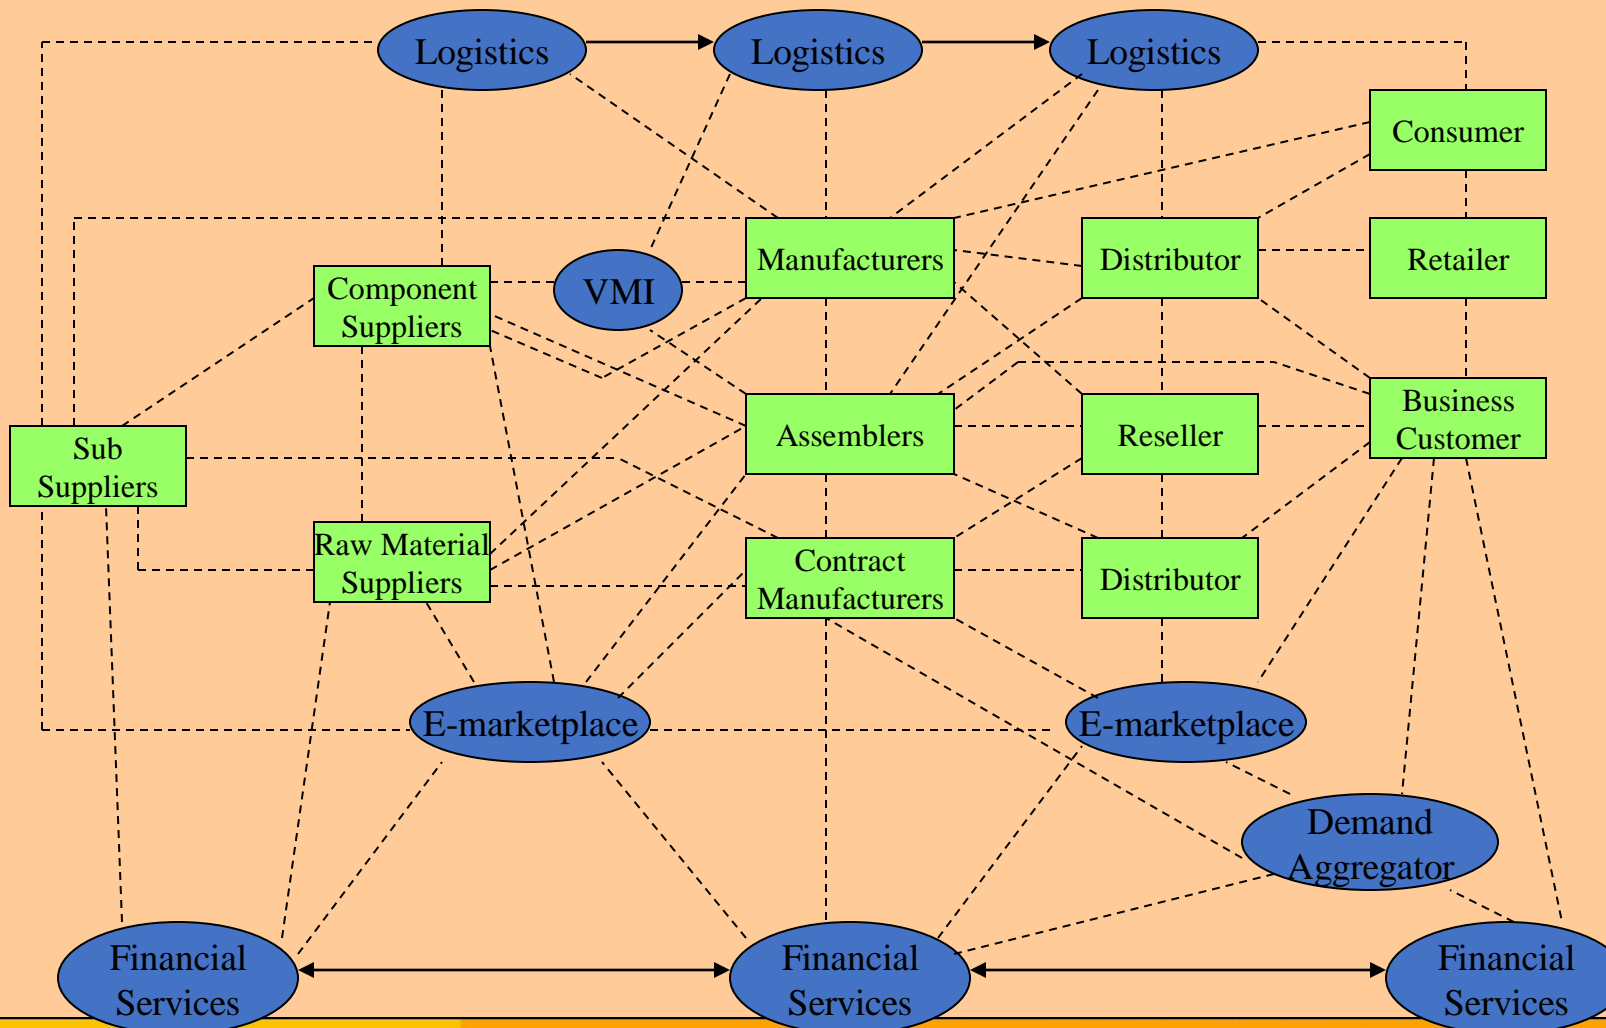 Logistics
Logistics
Logistics
Consumer
Manufacturers
Distributor
Retailer
Component
Suppliers
VMI
Business
Customer
Assemblers
Reseller
Sub
Suppliers
Raw Material
Suppliers
Contract
Manufacturers
Distributor
E-marketplace
E-marketplace
Demand
Aggregator
Financial
Services
Financial
Services
Financial
Services